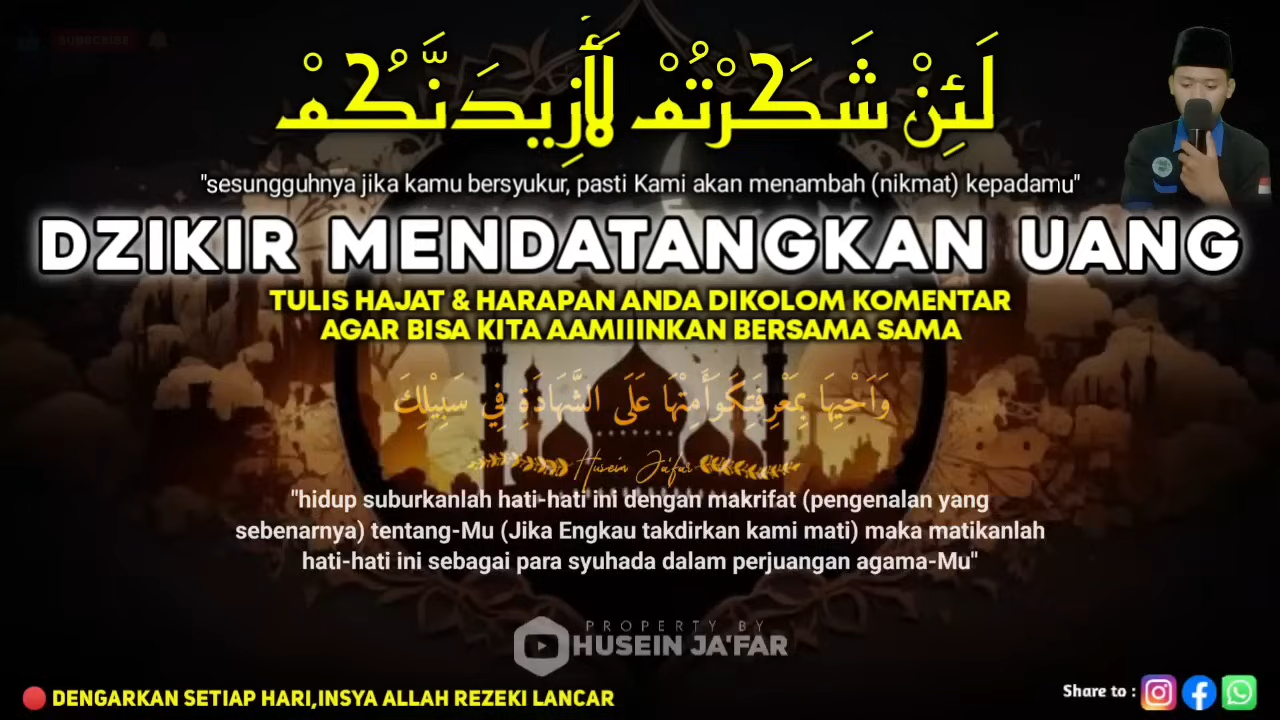 SUBSCRIBE
لَئِنْ شَكَرْتُمْ لَأَزِيدَنَّكُمْ
"sesungguhnya jika kamu bersyukur, pasti Kami akan menambah (nikmat) kepadamu"
DZIKIR MENDATANGKAN UANG
TULIS HAJAT & HARAPAN ANDA DIKOLOM KOMENTAR
AGAR BISA KITA AAMIIINKAN BERSAMA SAMA
وَاَحْيِهَا بِمَعْرِفَتِكَ وَأَمِتْهَا عَلَى الشَّهَادَةِ فِي سَبِيْلِكَ
Husein Ja'far
"hidup suburkanlah hati-hati ini dengan makrifat (pengenalan yang
sebenarnya) tentang-Mu (Jika Engkau takdirkan kami mati) maka matikanlah
hati-hati ini sebagai para syuhada dalam perjuangan agama-Mu"
PROPERTY BY
HUSEIN JA'FAR
DENGARKAN SETIAP HARI,INSYA ALLAH REZEKI LANCAR
Share to :